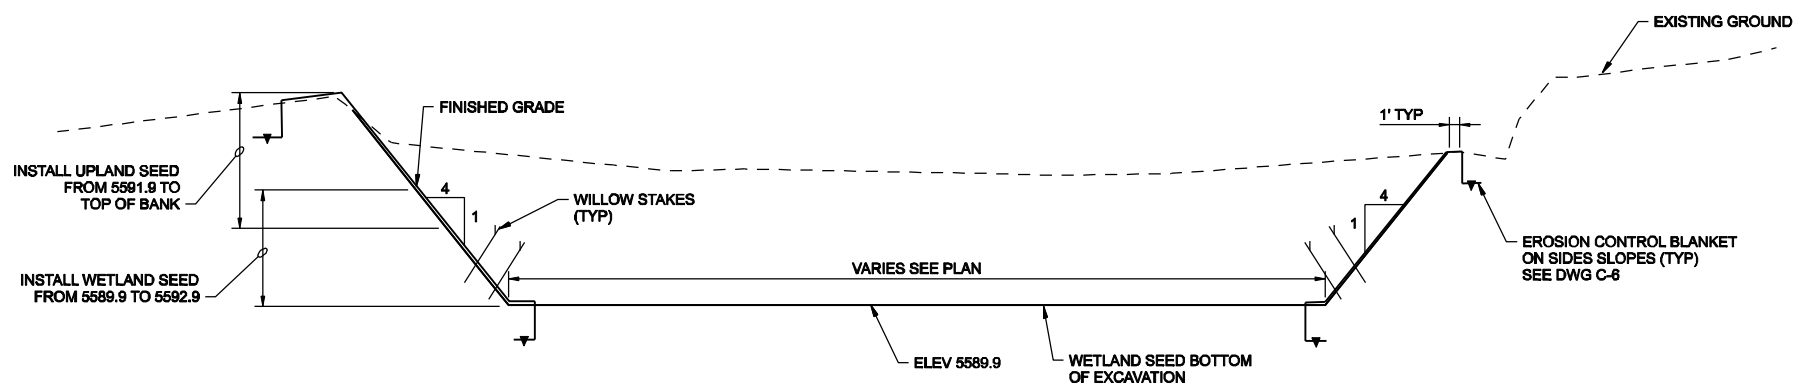 EXISTING GROUND
FINISHED GRADE
1' TYP
INSTALL UPLAND SEED
FROM 5591.9 TO
TOP OF BANK
4
1
WILLOW STAKES
(TYP)
4
1
EROSION CONTROL BLANKET
ON SIDES SLOPES (TYP)
SEE DWG C-6
INSTALL WETLAND SEED
FROM 5589.9 TO 5592.9
VARIES SEE PLAN
ELEV 5589.9
WETLAND SEED BOTTOM
OF EXCAVATION